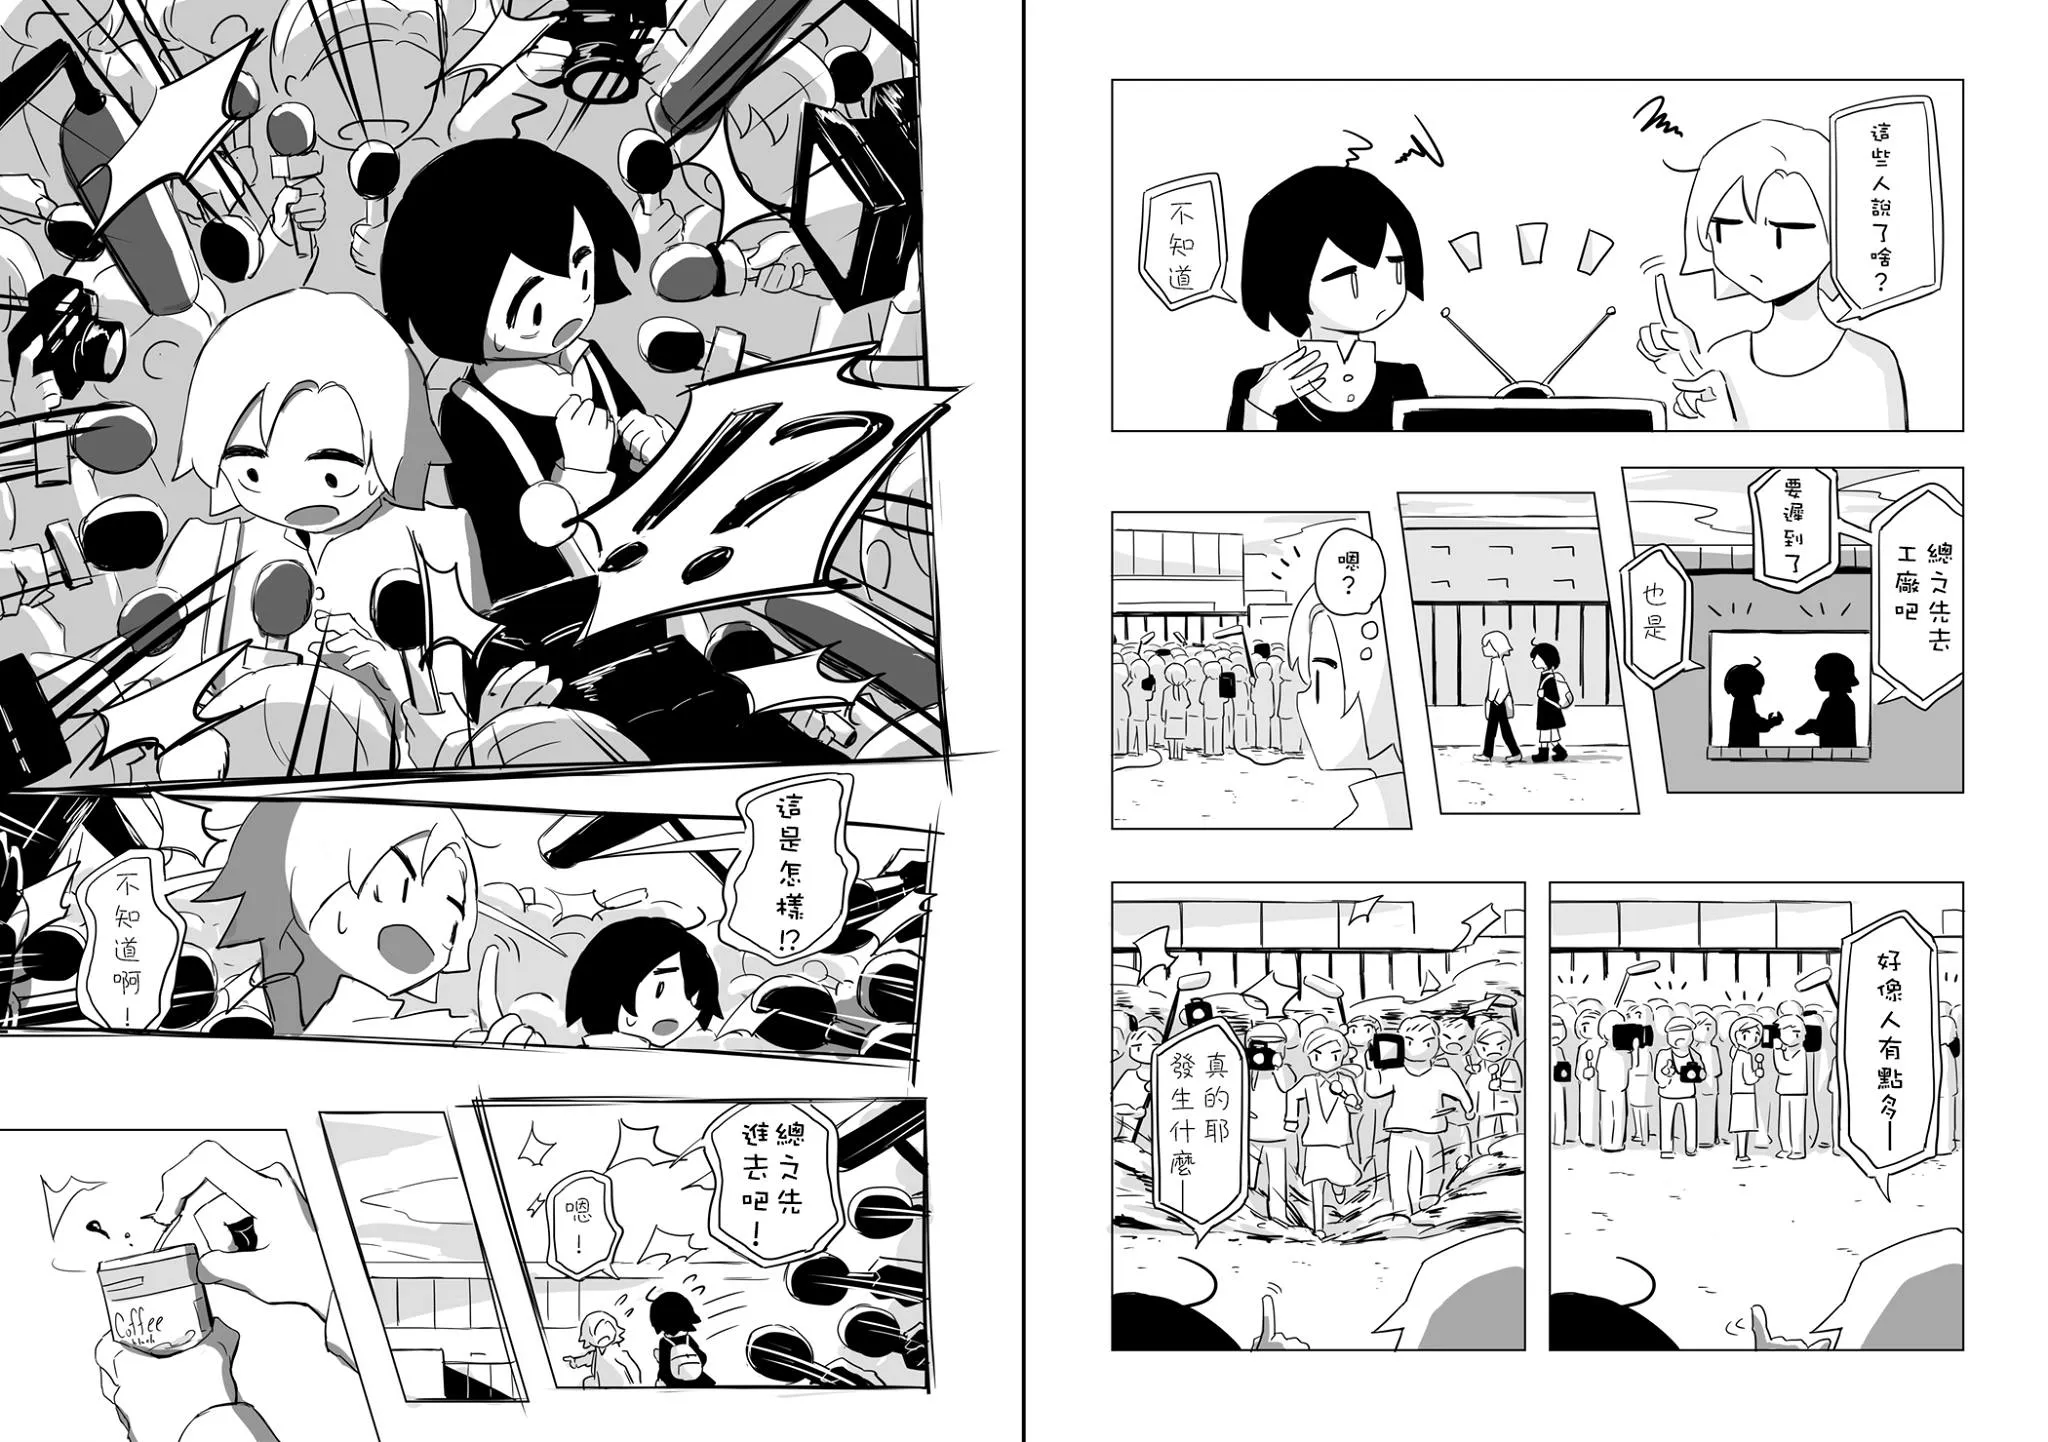 這些人說了啥?
不知道
總之先去
工廠吧
要遲到了
也是
嗯?
好像人有點多—
真的耶
發生什麼—
!?
這是怎樣!?
不知道啊!
總之先
進去吧!
嗯!
Coffee
black